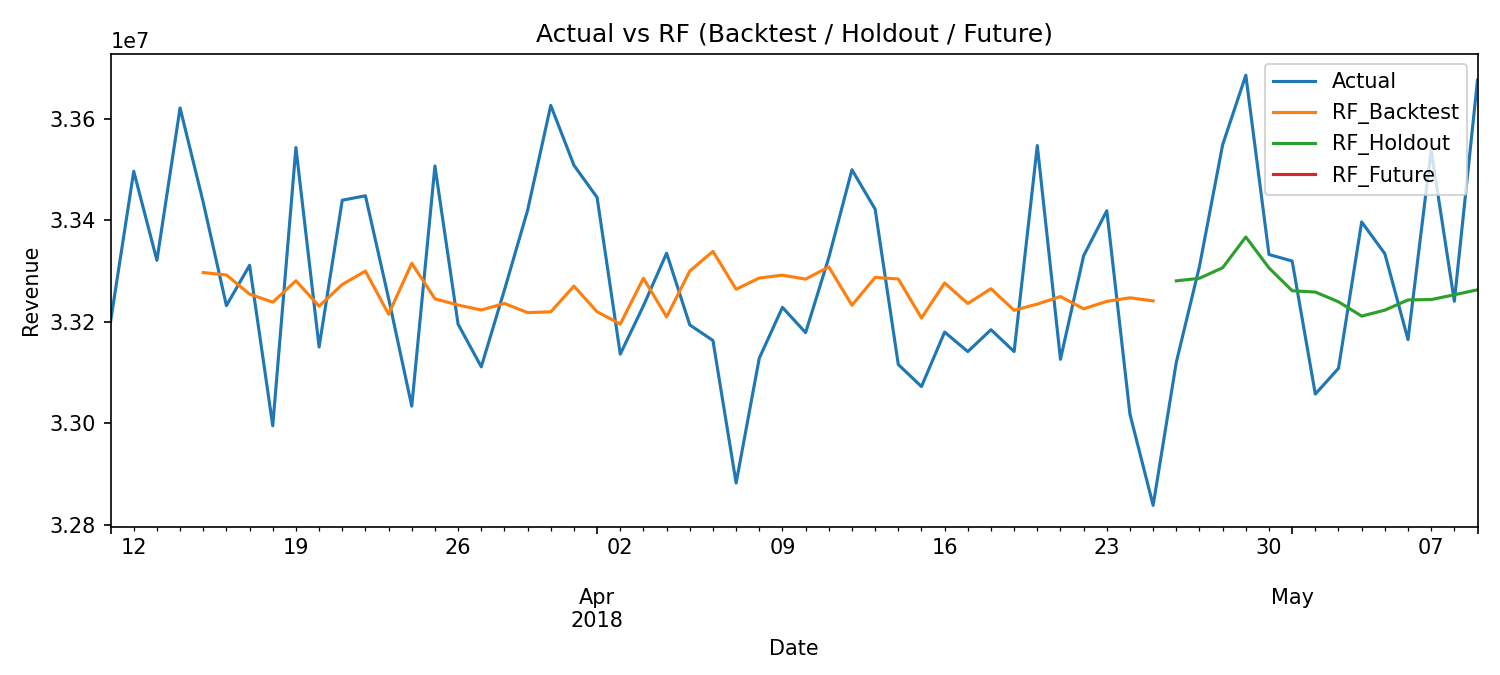 Actual vs RF (Backtest / Holdout / Future)
1e7
3.36
3.34
3.32
3.30
3.28
Revenue
Actual
RF_Backtest
RF_Holdout
RF_Future
12 19 26 02 09 16 23 30 07
Apr May
2018
Date